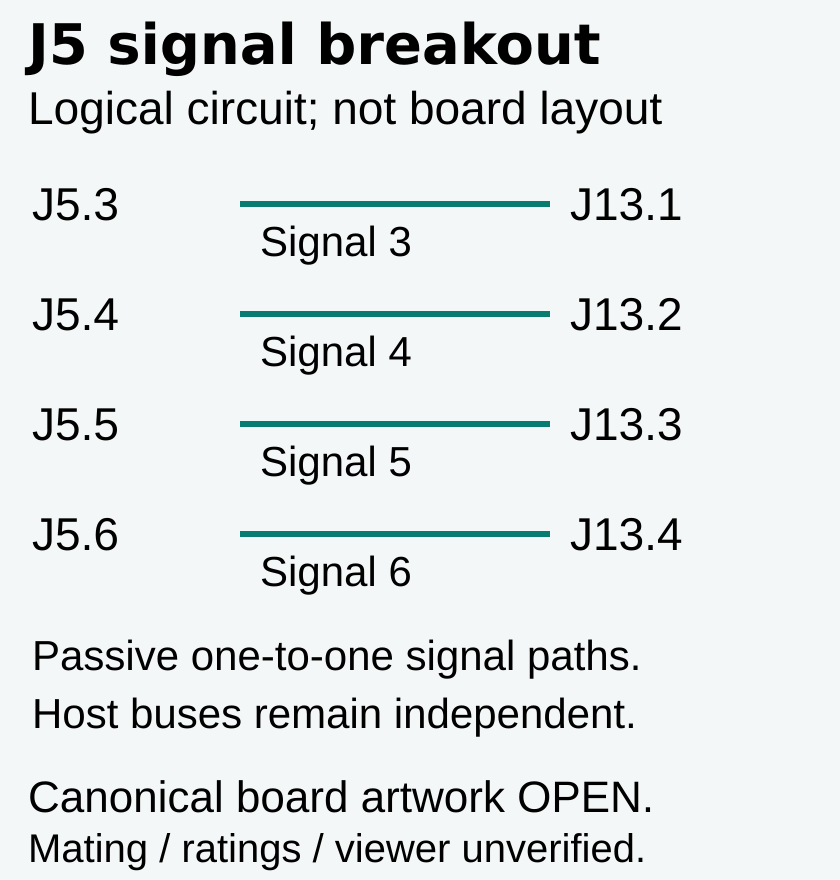 J5 signal breakout
Logical circuit; not board layout
J5.3 J13.1
Signal 3
J5.4 J13.2
Signal 4
J5.5 J13.3
Signal 5
J5.6 J13.4
Signal 6
Passive one-to-one signal paths.
Host buses remain independent.
Canonical board artwork OPEN.
Mating / ratings / viewer unverified.